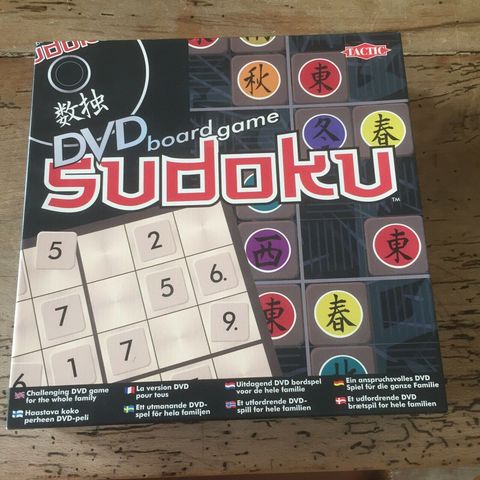 TACTIC
数独
DVD board game
sudoku
™
秋
東
冬
春
西
東
東
春
北
5
2
7
5
6.
7
9.
1
7
Challenging DVD game
for the whole family
La version DVD
pour tous
Uitdagend DVD bordspel
voor de hele familie
Ein anspruchsvolles DVD
Spiel für die ganze Familie
Haastava koko
perheen DVD-peli
Ett utmanande DVD-
spel för hela familjen
Et utfordrende DVD-
spill for hele familien
Et udfordrende DVD
brætspil for hele familien